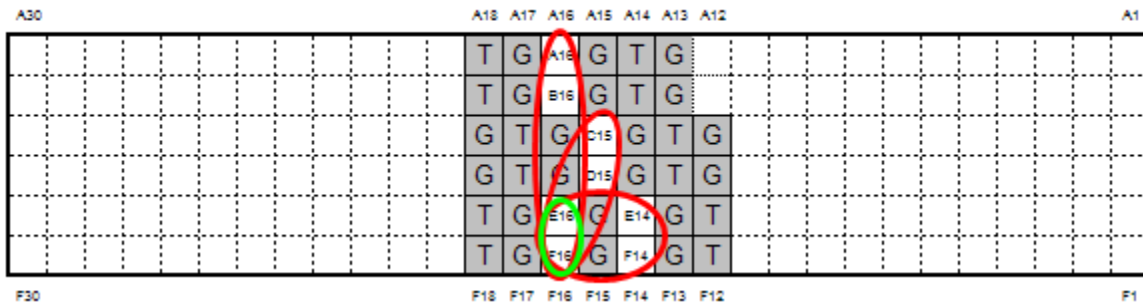 A30 A18 A17 A16 A15 A14 A13 A12 A1
T G A16 G T G
T G B16 G T G
G T G C15 G T G
G T G D15 G T G
T G E16 G E14 G T
T G F16 G F14 G T
F30 F18 F17 F16 F15 F14 F13 F12 F1